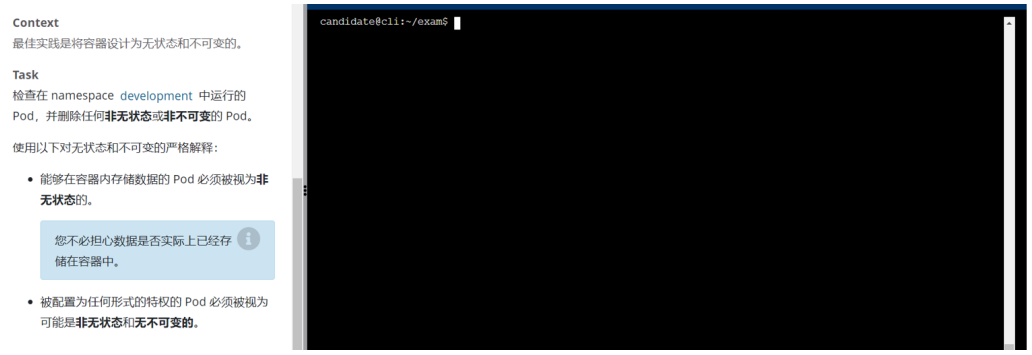 Context
最佳实践是将容器设计为无状态和不可变的。
Task
检查在 namespace development 中运行的
Pod，并删除任何非无状态或非不可变的 Pod。
使用以下对无状态和不可变的严格解释：
• 能够在容器内存储数据的 Pod 必须被视为非
无状态的。
您不必担心数据是否实际上已经存
储在容器中。
• 被配置为任何形式的特权的 Pod 必须被视为
可能是非无状态和无不可变的。
candidate@cli:~/exam$